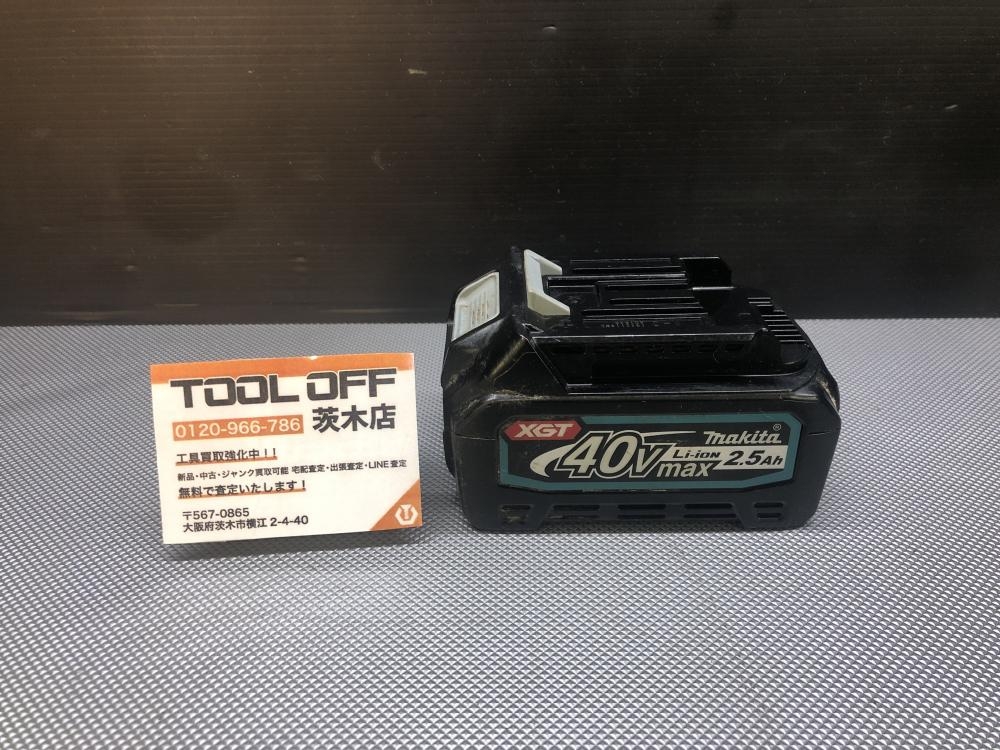 TOOL OFF
0120-966-786 茨木店
工具買取強化中！！
新品・中古・ジャンク買取可能 宅配査定・出張査定・LINE査定
無料で査定いたします！
〒567-0865
大阪府茨木市横江 2-4-40
XGT
40Vmax
makita®
Li-ion 2.5Ah